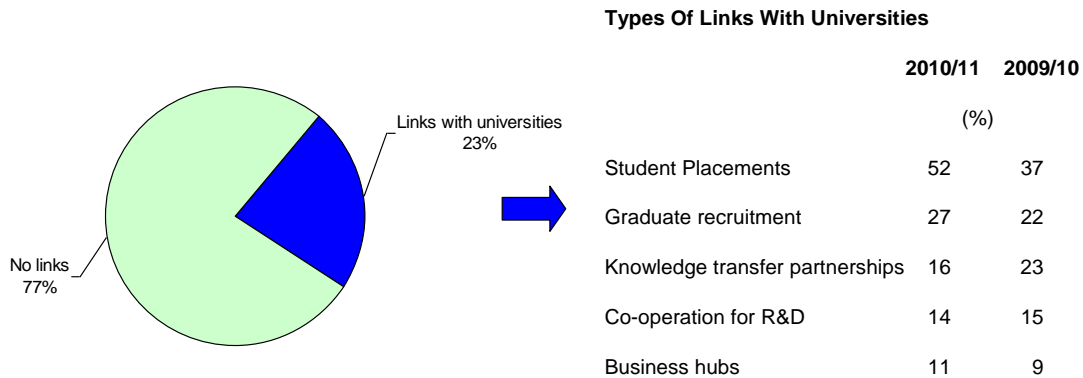 Types Of Links With Universities
2010/11 2009/10
(%)
Links with universities
23%
No links
77%
Student Placements 52 37
Graduate recruitment 27 22
Knowledge transfer partnerships 16 23
Co-operation for R&D 14 15
Business hubs 11 9